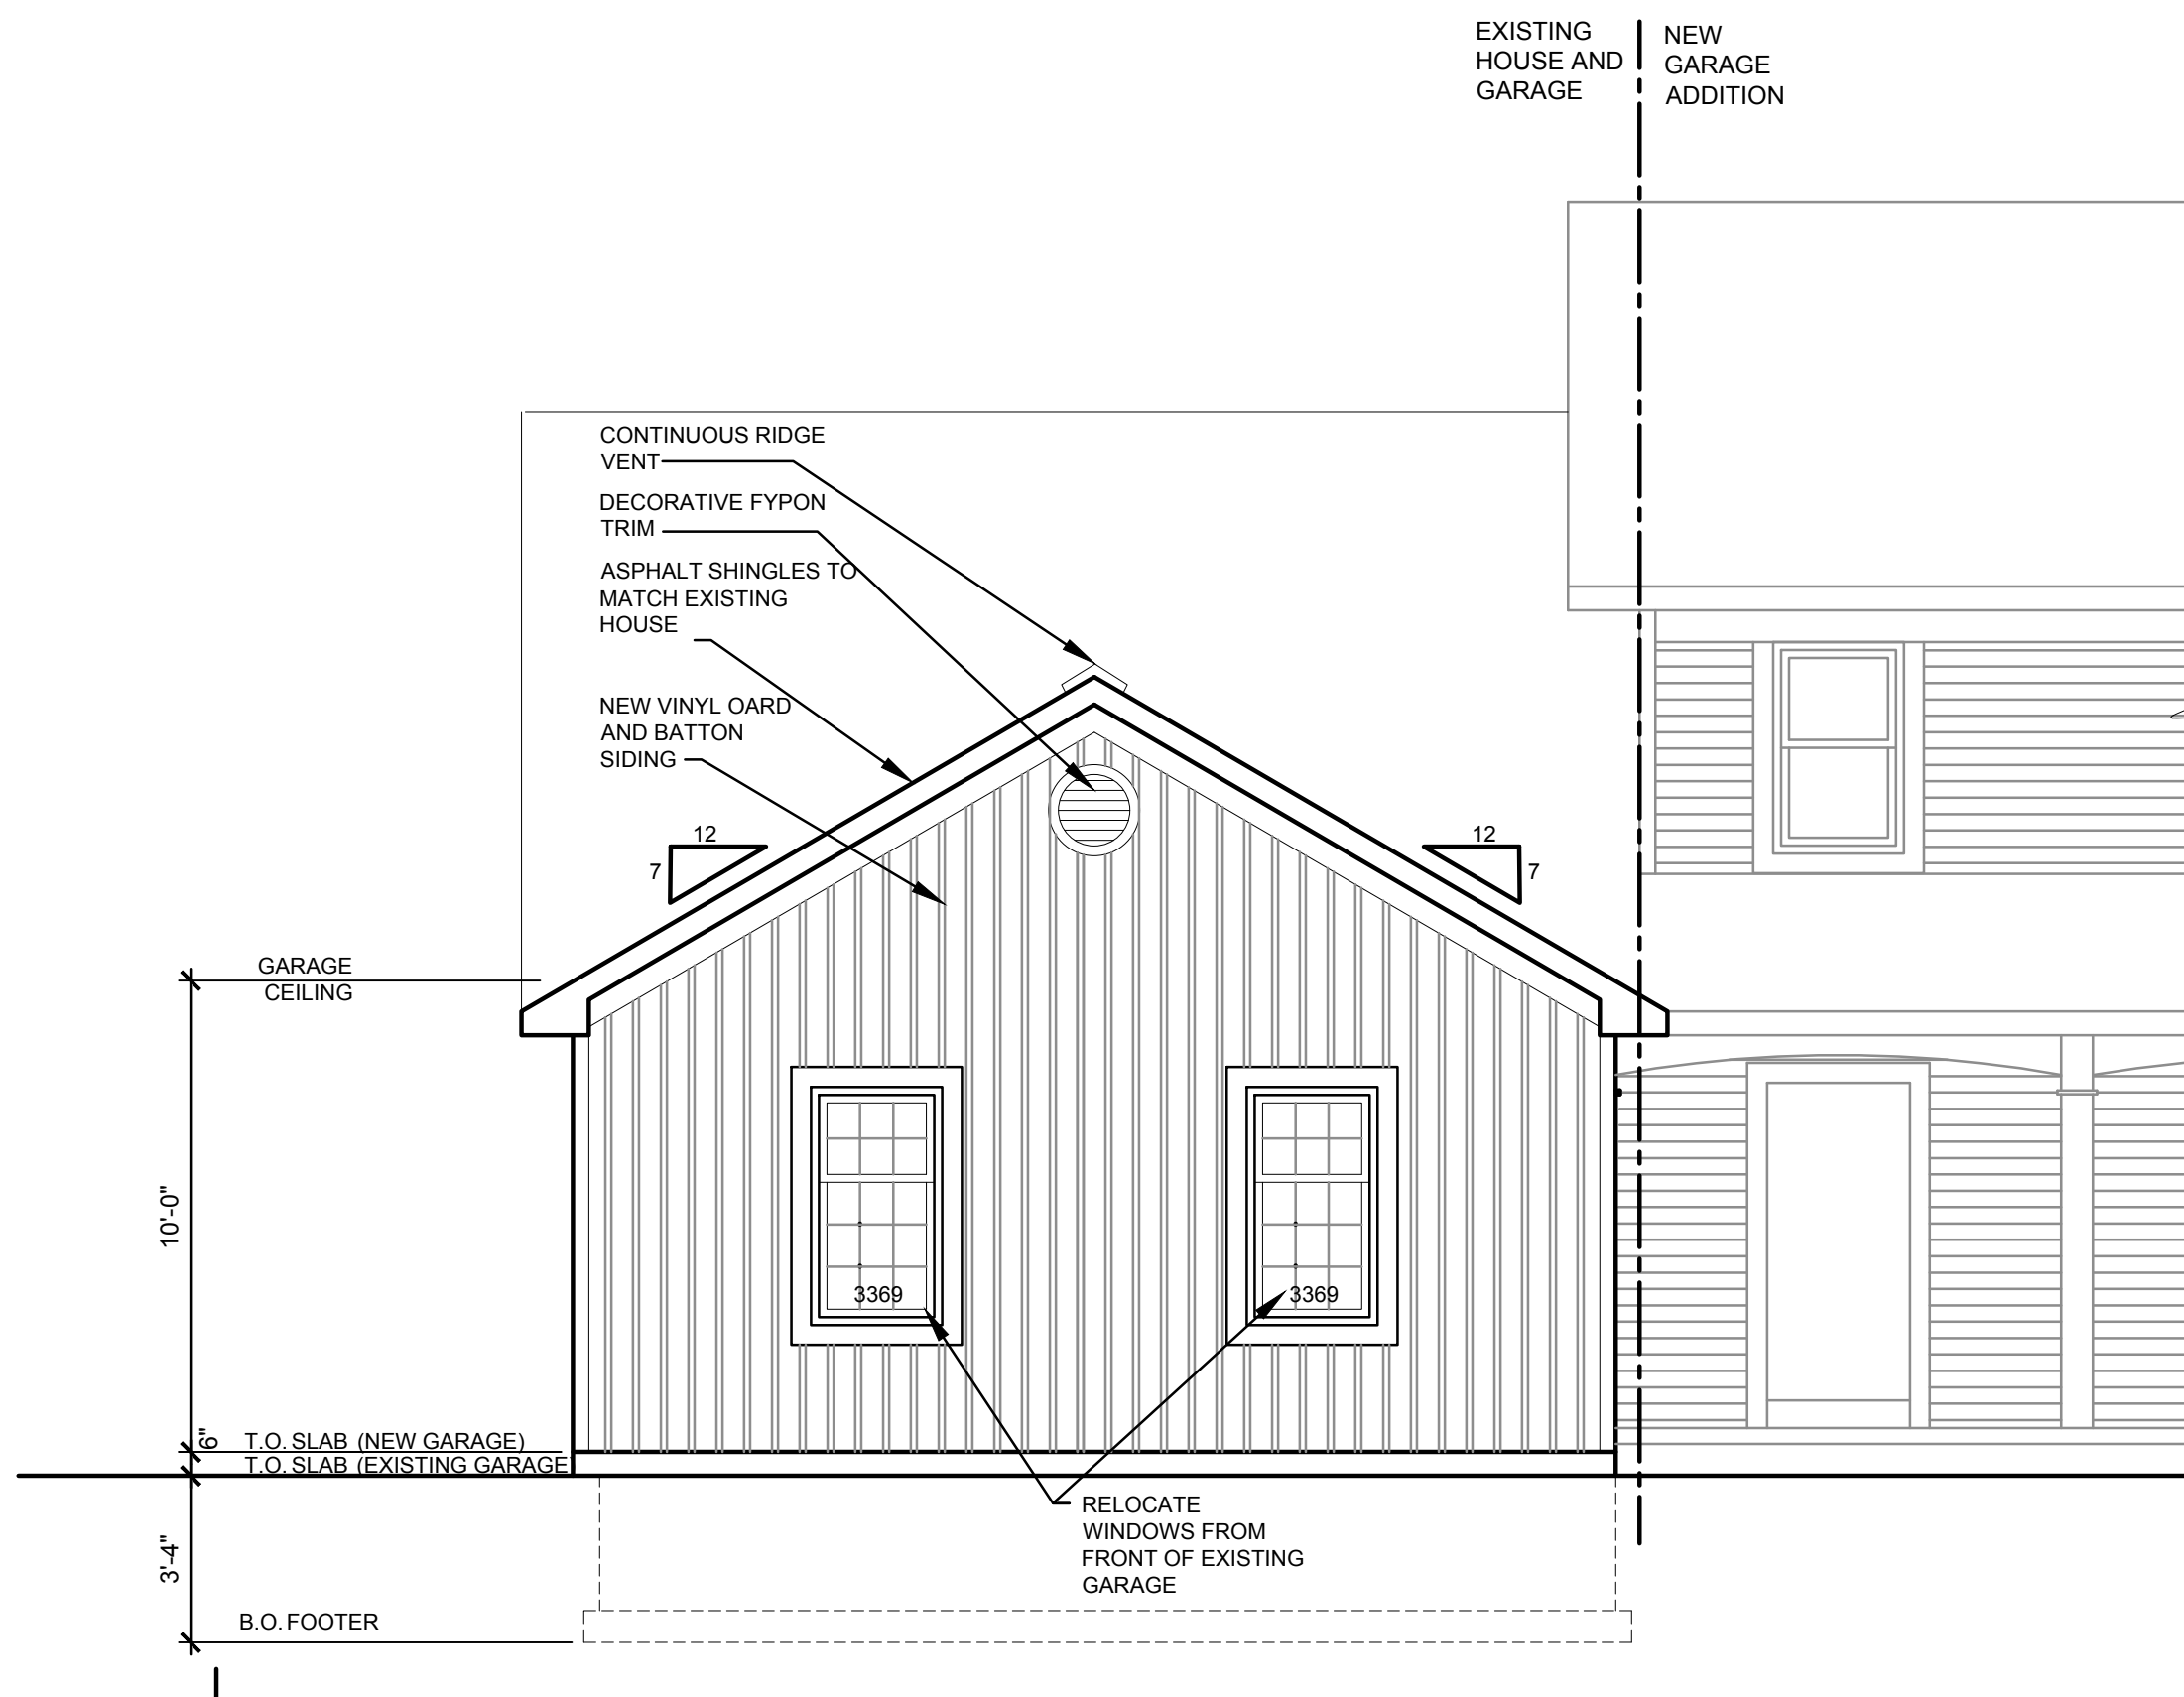 EXISTING
HOUSE AND
GARAGE
NEW
GARAGE
ADDITION
CONTINUOUS RIDGE
VENT
DECORATIVE FYPON
TRIM
ASPHALT SHINGLES TO
MATCH EXISTING
HOUSE
NEW VINYL OARD
AND BATTON
SIDING
12
7
12
7
GARAGE
CEILING
10'-0"
3369
3369
6"
T.O. SLAB (NEW GARAGE)
T.O. SLAB (EXISTING GARAGE
3'-4"
RELOCATE
WINDOWS FROM
FRONT OF EXISTING
GARAGE
B.O. FOOTER